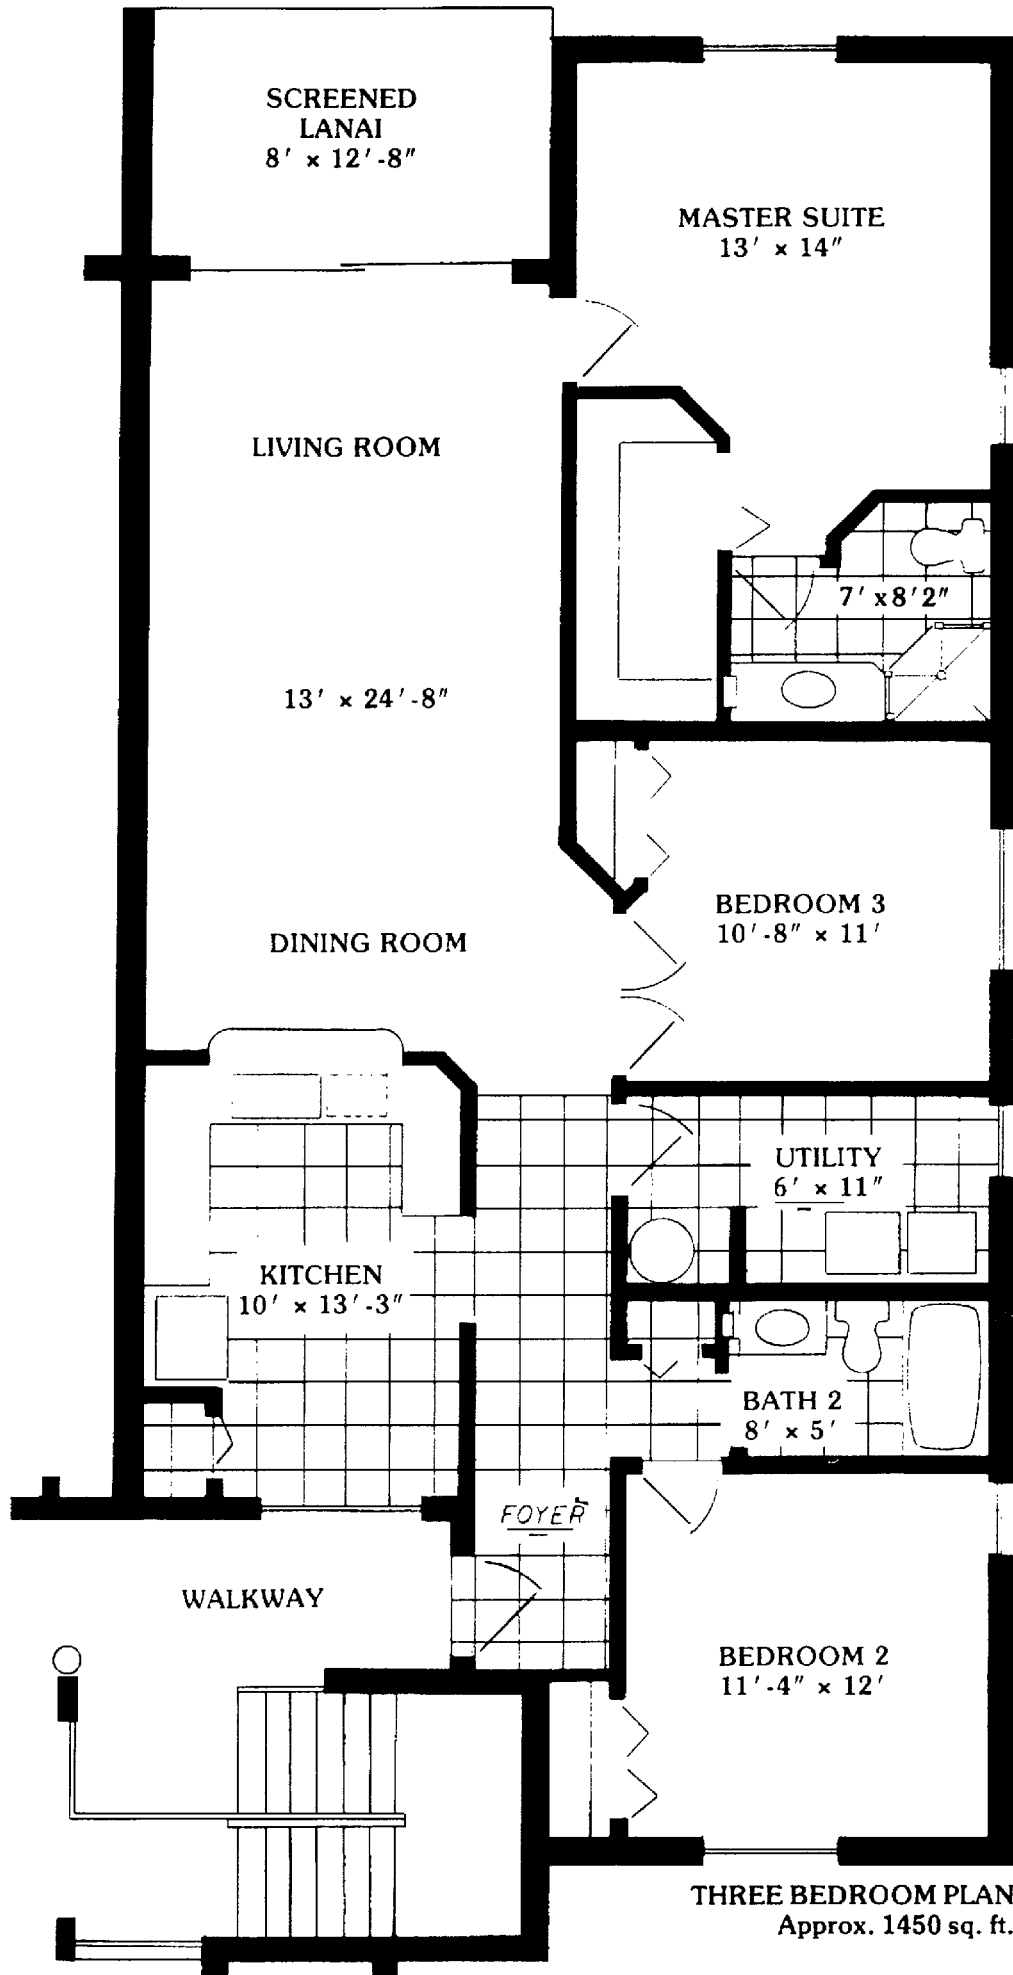 SCREENED
LANAI
8' × 12'-8"
MASTER SUITE
13' × 14"
LIVING ROOM
7' x 8'2"
13' × 24'-8"
BEDROOM 3
10'-8" × 11'
DINING ROOM
UTILITY
6' × 11"
KITCHEN
10' × 13'-3"
BATH 2
8' × 5'
FOYER
WALKWAY
BEDROOM 2
11'-4" × 12'
THREE BEDROOM PLAN
Approx. 1450 sq. ft.